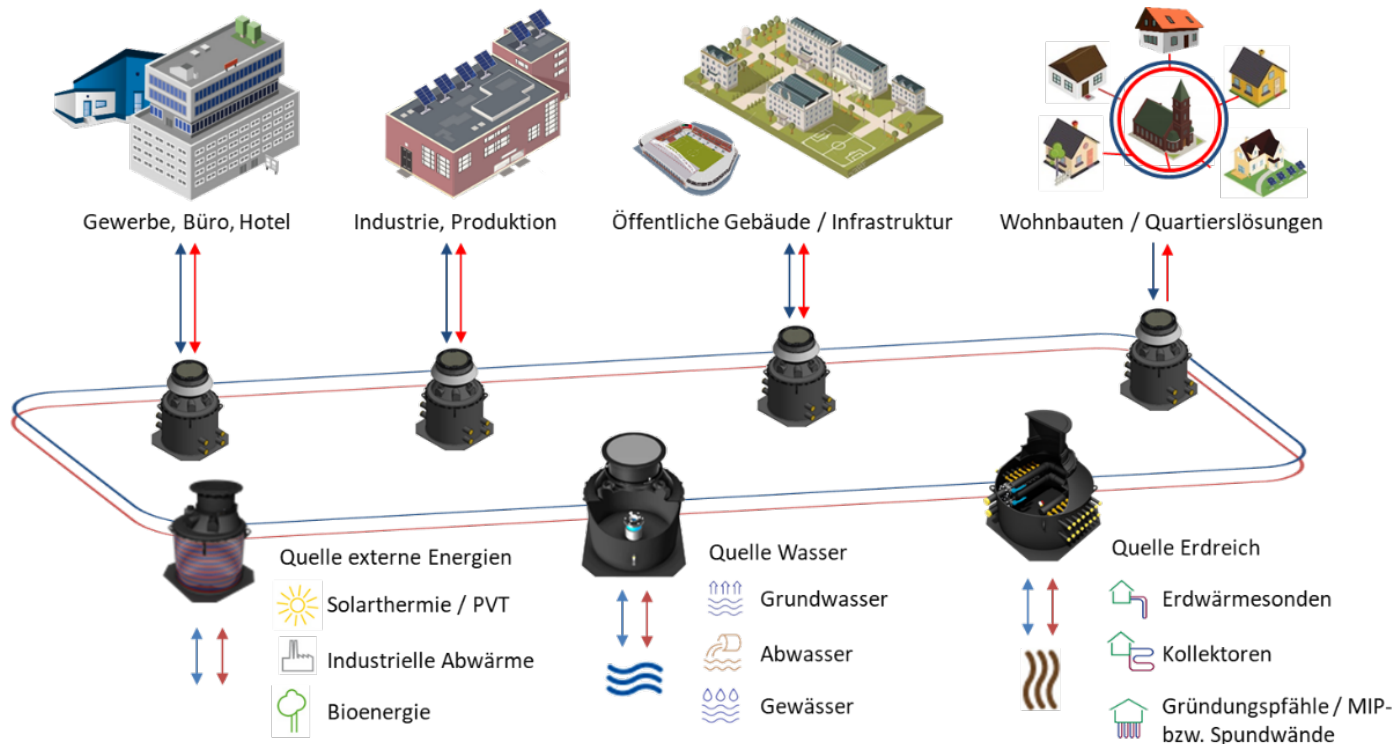 Gewerbe, Büro, Hotel
Industrie, Produktion
Öffentliche Gebäude / Infrastruktur
Wohnbauten / Quartierslösungen
Quelle externe Energien
Solarthermie / PVT
Industrielle Abwärme
Bioenergie
Quelle Wasser
Grundwasser
Abwasser
Gewässer
Quelle Erdreich
Erdwärmesonden
Kollektoren
Gründungspfähle / MIP-
bzw. Spundwände